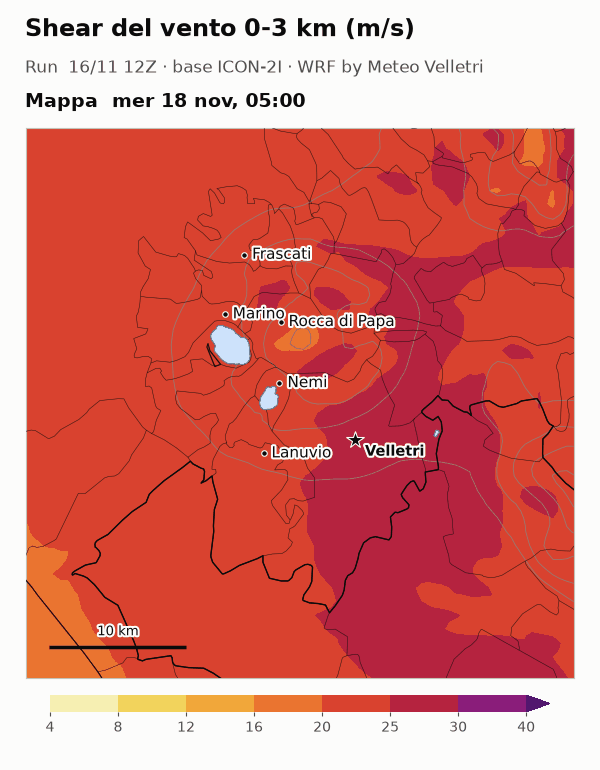 Shear del vento 0-3 km (m/s)
Run  16/11 12Z · base ICON-2I · WRF by Meteo Velletri
Mappa  mer 18 nov, 05:00
Frascati
Marino
Rocca di Papa
Nemi
Velletri
Lanuvio
10 km
4 8 12 16 20 25 30 40